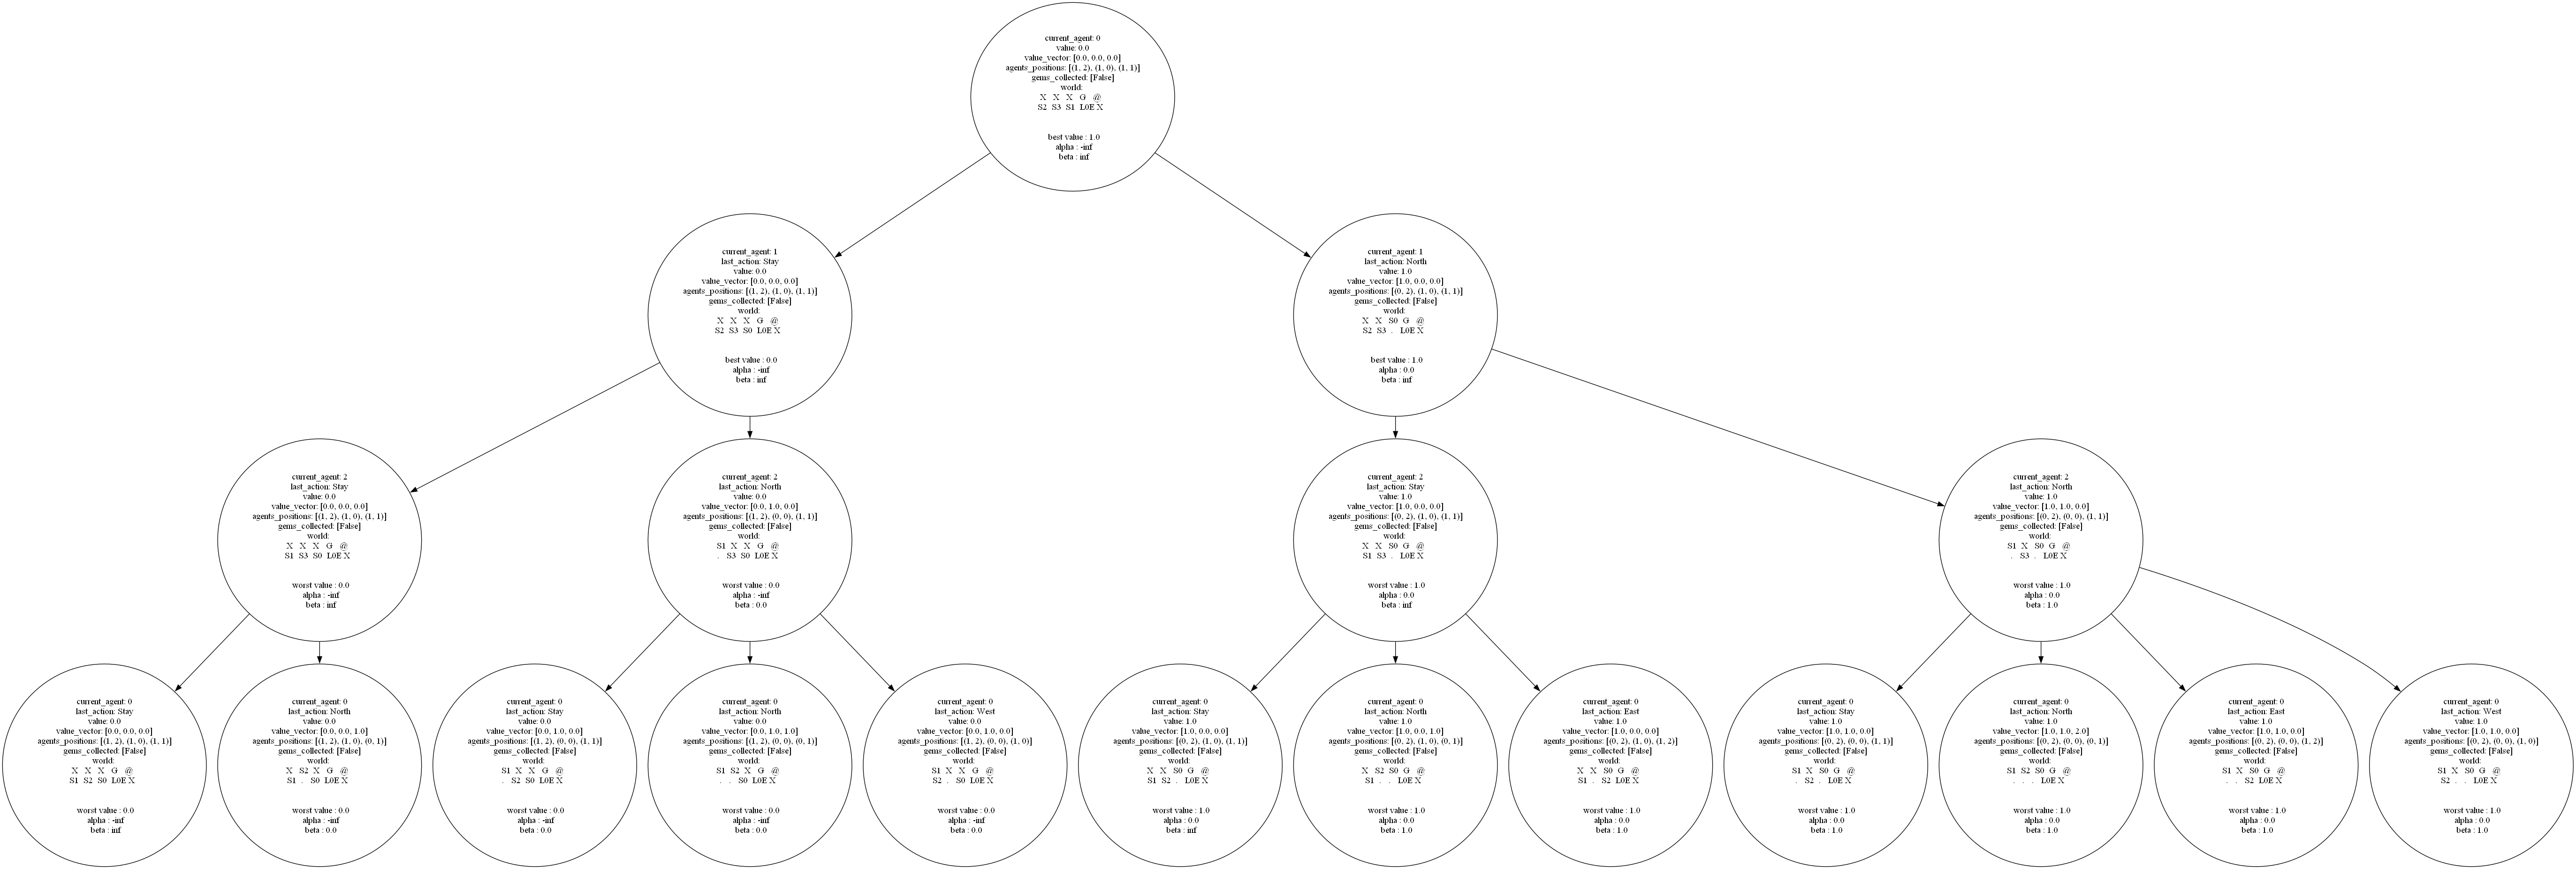 current_agent: 0
value: 0.0
value_vector: [0.0, 0.0, 0.0]
agents_positions: [(1, 2), (1, 0), (1, 1)]
gems_collected: [False]
world:
X X X G @
S2 S3 S1 L0E X
best value : 1.0
alpha : -inf
beta : inf
current_agent: 1
last_action: Stay
value: 0.0
value_vector: [0.0, 0.0, 0.0]
agents_positions: [(1, 2), (1, 0), (1, 1)]
gems_collected: [False]
world:
X X X G @
S2 S3 S0 L0E X
best value : 0.0
alpha : -inf
beta : inf
current_agent: 1
last_action: North
value: 1.0
value_vector: [1.0, 0.0, 0.0]
agents_positions: [(0, 2), (1, 0), (1, 1)]
gems_collected: [False]
world:
X X S0 G @
S2 S3 . L0E X
best value : 1.0
alpha : 0.0
beta : inf
current_agent: 2
last_action: Stay
value: 0.0
value_vector: [0.0, 0.0, 0.0]
agents_positions: [(1, 2), (1, 0), (1, 1)]
gems_collected: [False]
world:
X X X G @
S1 S3 S0 L0E X
worst value : 0.0
alpha : -inf
beta : inf
current_agent: 2
last_action: North
value: 0.0
value_vector: [0.0, 1.0, 0.0]
agents_positions: [(1, 2), (0, 0), (1, 1)]
gems_collected: [False]
world:
S1 X X G @
. S3 S0 L0E X
worst value : 0.0
alpha : -inf
beta : 0.0
current_agent: 2
last_action: Stay
value: 1.0
value_vector: [1.0, 0.0, 0.0]
agents_positions: [(0, 2), (1, 0), (1, 1)]
gems_collected: [False]
world:
X X S0 G @
S1 S3 . L0E X
worst value : 1.0
alpha : 0.0
beta : inf
current_agent: 2
last_action: North
value: 1.0
value_vector: [1.0, 1.0, 0.0]
agents_positions: [(0, 2), (0, 0), (1, 1)]
gems_collected: [False]
world:
S1 X S0 G @
. S3 . L0E X
worst value : 1.0
alpha : 0.0
beta : 1.0
current_agent: 0
last_action: Stay
value: 0.0
value_vector: [0.0, 0.0, 0.0]
agents_positions: [(1, 2), (1, 0), (1, 1)]
gems_collected: [False]
world:
X X X G @
S1 S2 S0 L0E X
worst value : 0.0
alpha : -inf
beta : inf
current_agent: 0
last_action: North
value: 0.0
value_vector: [0.0, 0.0, 1.0]
agents_positions: [(1, 2), (1, 0), (0, 1)]
gems_collected: [False]
world:
X S2 X G @
S1 . S0 L0E X
worst value : 0.0
alpha : -inf
beta : 0.0
current_agent: 0
last_action: Stay
value: 0.0
value_vector: [0.0, 1.0, 0.0]
agents_positions: [(1, 2), (0, 0), (1, 1)]
gems_collected: [False]
world:
S1 X X G @
. S2 S0 L0E X
worst value : 0.0
alpha : -inf
beta : 0.0
current_agent: 0
last_action: North
value: 0.0
value_vector: [0.0, 1.0, 1.0]
agents_positions: [(1, 2), (0, 0), (0, 1)]
gems_collected: [False]
world:
S1 S2 X G @
. . S0 L0E X
worst value : 0.0
alpha : -inf
beta : 0.0
current_agent: 0
last_action: West
value: 0.0
value_vector: [0.0, 1.0, 0.0]
agents_positions: [(1, 2), (0, 0), (1, 0)]
gems_collected: [False]
world:
S1 X X G @
S2 . S0 L0E X
worst value : 0.0
alpha : -inf
beta : 0.0
current_agent: 0
last_action: Stay
value: 1.0
value_vector: [1.0, 0.0, 0.0]
agents_positions: [(0, 2), (1, 0), (1, 1)]
gems_collected: [False]
world:
X X S0 G @
S1 S2 . L0E X
worst value : 1.0
alpha : 0.0
beta : inf
current_agent: 0
last_action: North
value: 1.0
value_vector: [1.0, 0.0, 1.0]
agents_positions: [(0, 2), (1, 0), (0, 1)]
gems_collected: [False]
world:
X S2 S0 G @
S1 . . L0E X
worst value : 1.0
alpha : 0.0
beta : 1.0
current_agent: 0
last_action: East
value: 1.0
value_vector: [1.0, 0.0, 0.0]
agents_positions: [(0, 2), (1, 0), (1, 2)]
gems_collected: [False]
world:
X X S0 G @
S1 . S2 L0E X
worst value : 1.0
alpha : 0.0
beta : 1.0
current_agent: 0
last_action: Stay
value: 1.0
value_vector: [1.0, 1.0, 0.0]
agents_positions: [(0, 2), (0, 0), (1, 1)]
gems_collected: [False]
world:
S1 X S0 G @
. S2 . L0E X
worst value : 1.0
alpha : 0.0
beta : 1.0
current_agent: 0
last_action: North
value: 1.0
value_vector: [1.0, 1.0, 2.0]
agents_positions: [(0, 2), (0, 0), (0, 1)]
gems_collected: [False]
world:
S1 S2 S0 G @
. . . L0E X
worst value : 1.0
alpha : 0.0
beta : 1.0
current_agent: 0
last_action: East
value: 1.0
value_vector: [1.0, 1.0, 0.0]
agents_positions: [(0, 2), (0, 0), (1, 2)]
gems_collected: [False]
world:
S1 X S0 G @
. . S2 L0E X
worst value : 1.0
alpha : 0.0
beta : 1.0
current_agent: 0
last_action: West
value: 1.0
value_vector: [1.0, 1.0, 0.0]
agents_positions: [(0, 2), (0, 0), (1, 0)]
gems_collected: [False]
world:
S1 X S0 G @
S2 . . L0E X
worst value : 1.0
alpha : 0.0
beta : 1.0